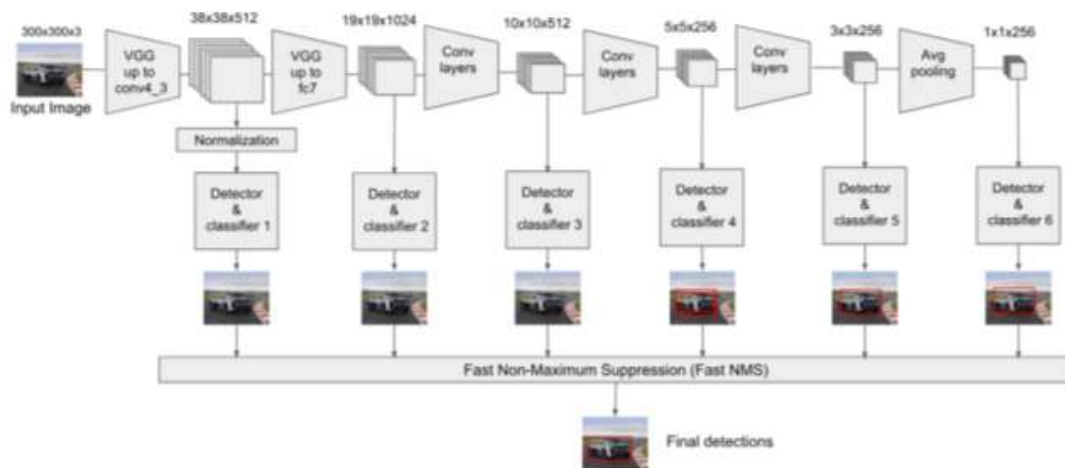 300x300x3
38x38x512
19x19x1024
10x10x512
5x5x256
3x3x256
1x1x256
Input Image
VGG
up to
conv4_3
VGG
up to
fc7
Conv
layers
Conv
layers
Conv
layers
Avg
pooling
Normalization
Detector
&
classifier 1
Detector
&
classifier 2
Detector
&
classifier 3
Detector
&
classifier 4
Detector
&
classifier 5
Detector
&
classifier 6
Fast Non-Maximum Suppression (Fast NMS)
Final detections